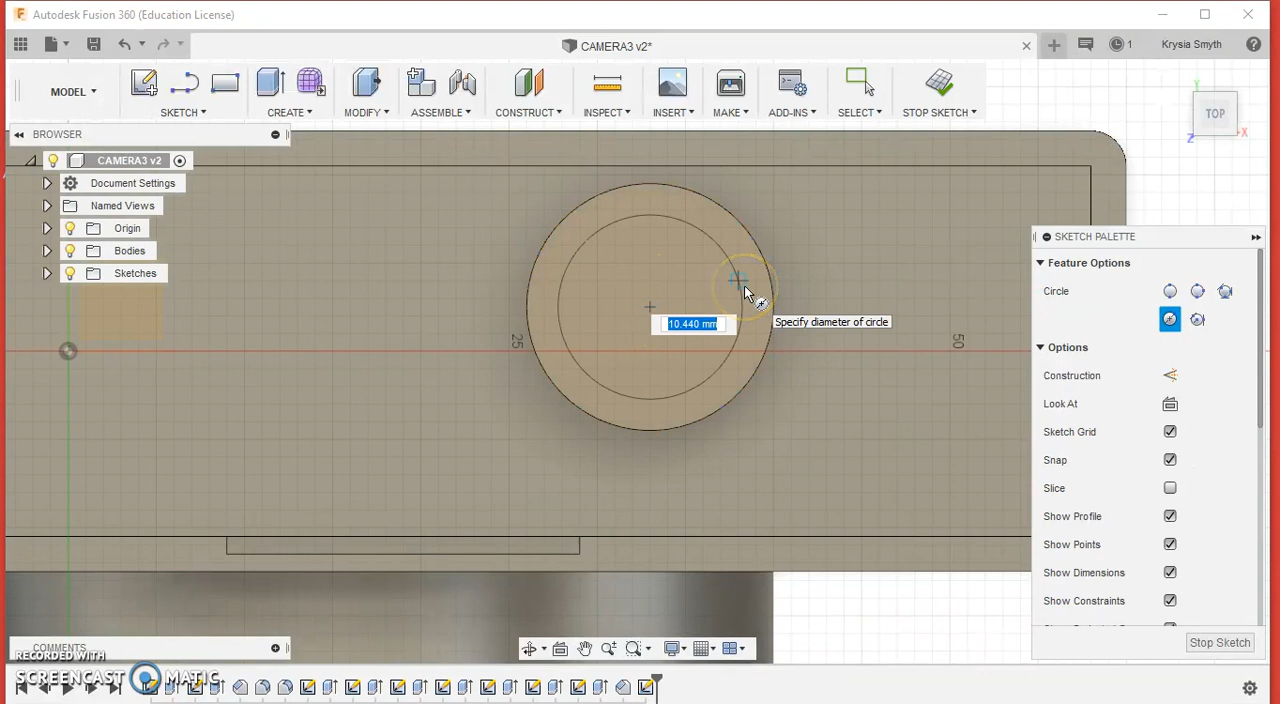 Autodesk Fusion 360 (Education License)
CAMERA3 v2*
1
Krysia Smyth
MODEL
SKETCH
CREATE
MODIFY
ASSEMBLE
CONSTRUCT
INSPECT
INSERT
MAKE
ADD-INS
SELECT
STOP SKETCH
BROWSER
CAMERA3 v2
Document Settings
Named Views
Origin
Bodies
Sketches
Y
TOP
Z
X
25
50
10.440 mm
Specify diameter of circle
SKETCH PALETTE
Feature Options
Circle
Options
Construction
Look At
Sketch Grid
Snap
Slice
Show Profile
Show Points
Show Dimensions
Show Constraints
Stop Sketch
COMMENTS
RECORDED WITH
SCREENCAST MATIC